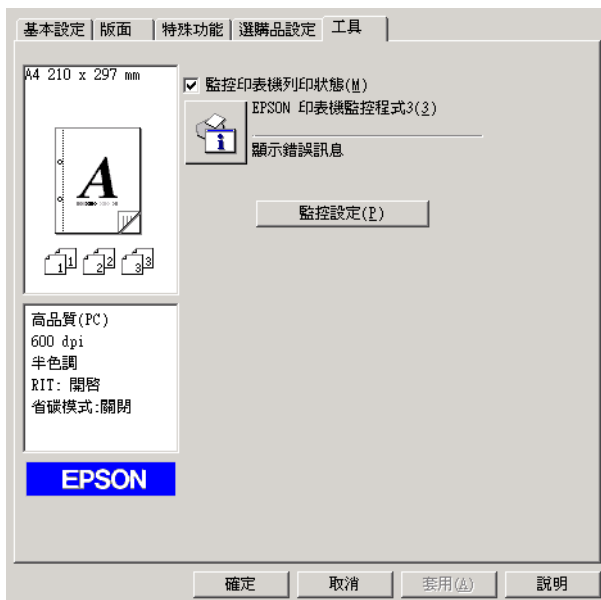 基本設定 版面 特殊功能 選購品設定 工具
A4 210 x 297 mm
監控印表機列印狀態(M)
EPSON 印表機監控程式3(3)
顯示錯誤訊息
監控設定(P)
A
1 1 2 2 3 3
高品質(PC)
600 dpi
半色調
RIT: 開啓
省碳模式:關閉
EPSON
確定 取消 套用(A) 說明